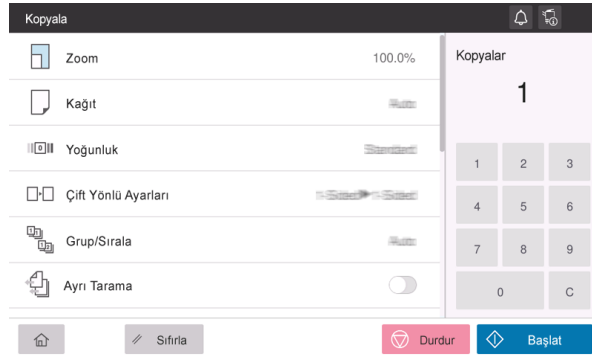 Kopyala
Zoom
100.0%
Kağıt
Yoğunluk
Çift Yönlü Ayarları
Grup/Sırala
Ayrı Tarama
Kopyalar
1
1 2 3
4 5 6
7 8 9
0 C
Sıfırla
Durdur
Başlat